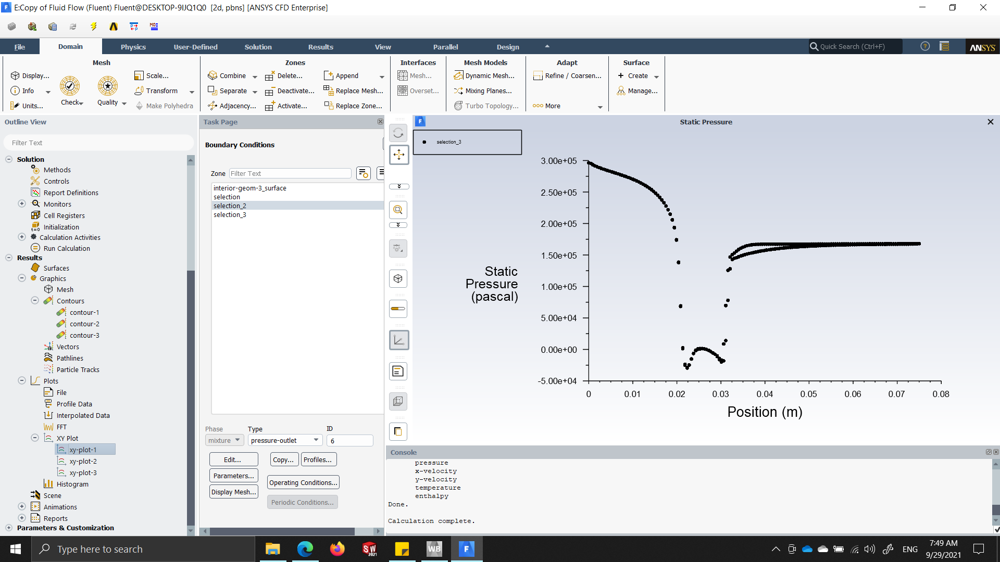 E:Copy of Fluid Flow (Fluent) Fluent@DESKTOP-9IJQ1Q0 [2d, pbns] [ANSYS CFD Enterprise]
File Domain Physics User-Defined Solution Results View Parallel Design Quick Search (Ctrl+F) ANSYS
Mesh
Display...
Info
Units...
Check
Quality
Scale...
Transform
Make Polyhedra
Zones
Combine
Separate
Adjacency...
Delete...
Deactivate...
Activate...
Append
Replace Mesh...
Replace Zone...
Interfaces
Mesh...
Overset...
Mesh Models
Dynamic Mesh...
Mixing Planes...
Turbo Topology...
Adapt
Refine / Coarsen...
More
Surface
Create
Manage...
Outline View
Filter Text
Solution
Methods
Controls
Report Definitions
Monitors
Cell Registers
Initialization
Calculation Activities
Run Calculation
Results
Surfaces
Graphics
Mesh
Contours
contour-1
contour-2
contour-3
Vectors
Pathlines
Particle Tracks
Plots
File
Profile Data
Interpolated Data
FFT
XY Plot
xy-plot-1
xy-plot-2
xy-plot-3
Histogram
Scene
Animations
Reports
Parameters & Customization
Task Page
Boundary Conditions
Zone Filter Text
interior-geom-3_surface
selection
selection_2
selection_3
Phase Type ID
mixture pressure-outlet 6
Edit... Copy... Profiles...
Parameters... Operating Conditions...
Display Mesh... Periodic Conditions...
Static Pressure
selection_3
3.00e+05
2.50e+05
2.00e+05
1.50e+05
1.00e+05
5.00e+04
0.00e+00
-5.00e+04
Static
Pressure
(pascal)
0 0.01 0.02 0.03 0.04 0.05 0.06 0.07 0.08
Position (m)
Console
pressure
x-velocity
y-velocity
temperature
enthalpy
Done.
Calculation complete.
Type here to search
SW
2021
WB
F
ENG
7:49 AM
9/29/2021